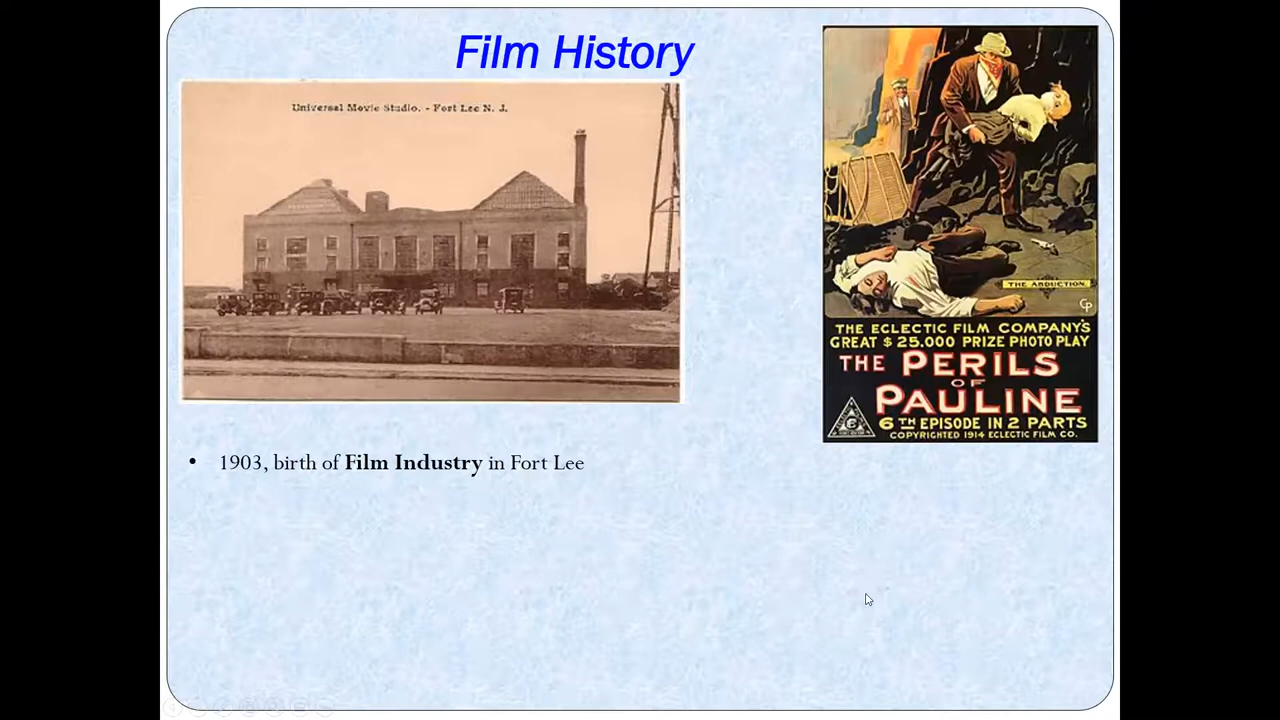 Film History
Universal Movie Studio. - Fort Lee N. J.
THE ABDUCTION.
THE ECLECTIC FILM COMPANY'S
GREAT $25.000 PRIZE PHOTO PLAY
THE PERILS
OF
PAULINE
6TH EPISODE IN 2 PARTS
COPYRIGHTED 1914 ECLECTIC FILM CO.
• 1903, birth of Film Industry in Fort Lee